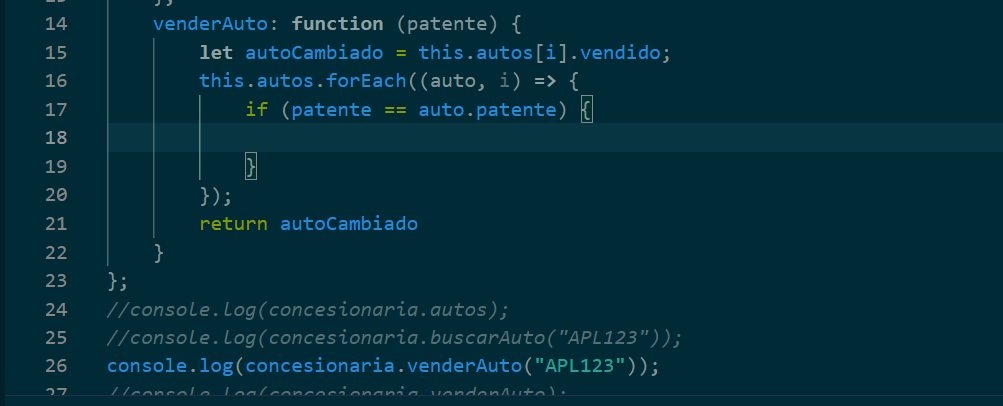 14 venderAuto: function (patente) {
15 let autoCambiado = this.autos[i].vendido;
16 this.autos.forEach((auto, i) => {
17 if (patente == auto.patente) {
18
19 }
20 });
21 return autoCambiado
22 }
23 };
24 //console.log(concesionaria.autos);
25 //console.log(concesionaria.buscarAuto("APL123"));
26 console.log(concesionaria.venderAuto("APL123"));
27 //console.log(concesionaria.venderAuto);